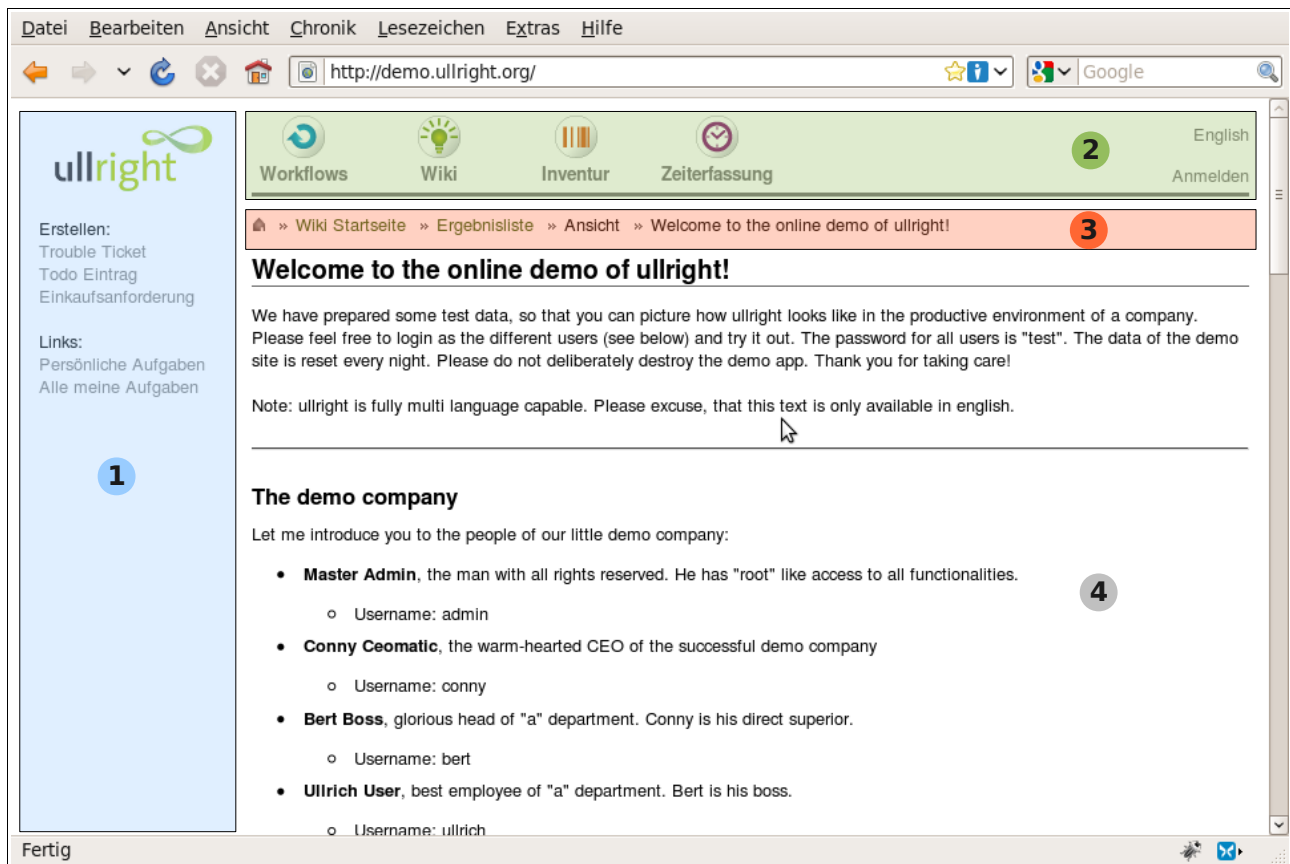 Datei Bearbeiten Ansicht Chronik Lesezeichen Extras Hilfe
http://demo.ullright.org/
Google
ullright
Erstellen:
Trouble Ticket
Todo Eintrag
Einkaufsanforderung
Links:
Persönliche Aufgaben
Alle meine Aufgaben
1
Workflows Wiki Inventur Zeiterfassung
2
English
Anmelden
» Wiki Startseite » Ergebnisliste » Ansicht » Welcome to the online demo of ullright!
3
Welcome to the online demo of ullright!
We have prepared some test data, so that you can picture how ullright looks like in the productive environment of a company.
Please feel free to login as the different users (see below) and try it out. The password for all users is "test". The data of the demo
site is reset every night. Please do not deliberately destroy the demo app. Thank you for taking care!
Note: ullright is fully multi language capable. Please excuse, that this text is only available in english.
The demo company
Let me introduce you to the people of our little demo company:
• Master Admin, the man with all rights reserved. He has "root" like access to all functionalities.
4
Username: admin
• Conny Ceomatic, the warm-hearted CEO of the successful demo company
Username: conny
• Bert Boss, glorious head of "a" department. Conny is his direct superior.
Username: bert
• Ullrich User, best employee of "a" department. Bert is his boss.
Username: ullrich
Fertig